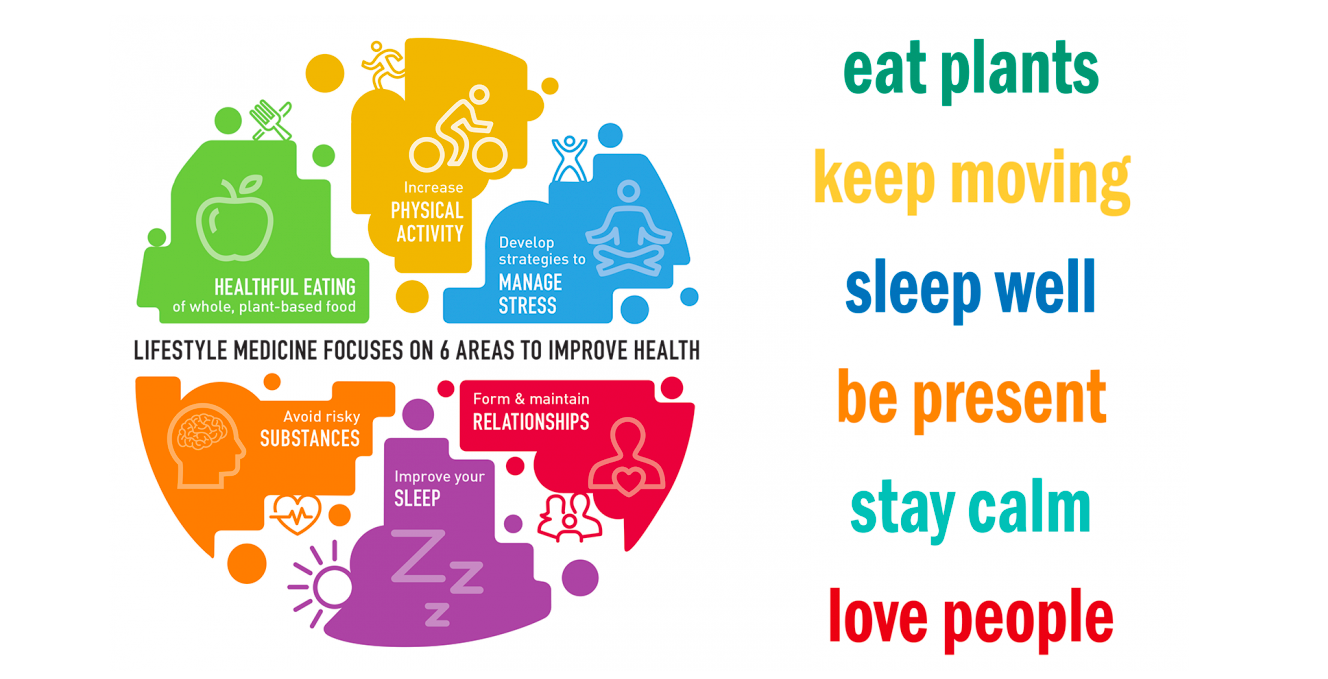 Increase
PHYSICAL
ACTIVITY
Develop
strategies to
MANAGE
STRESS
HEALTHFUL EATING
of whole, plant-based food
LIFESTYLE MEDICINE FOCUSES ON 6 AREAS TO IMPROVE HEALTH
Avoid risky
SUBSTANCES
Form & maintain
RELATIONSHIPS
Improve your
SLEEP
Z
Z
Z
eat plants
keep moving
sleep well
be present
stay calm
love people